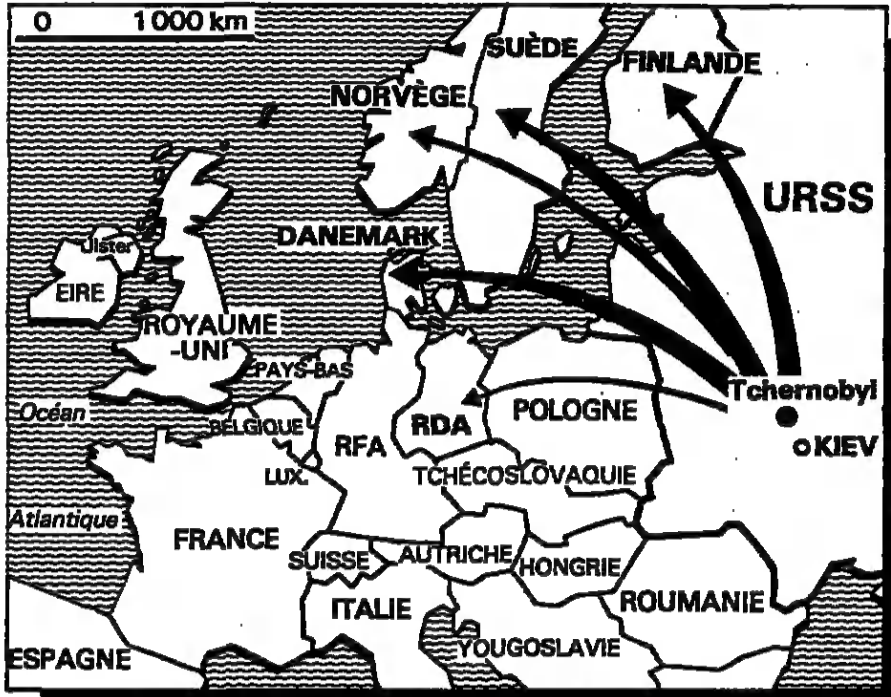 0 1000 km
SUÈDE
FINLANDE
NORVÈGE
URSS
DANEMARK
Ulster
EIRE
ROYAUME
-UNI
PAYS-BAS
Tchernobyl
Océan
BELGIQUE
RFA
RDA
POLOGNE
KIEV
LUX.
TCHÉCOSLOVAQUIE
Atlantique
FRANCE
SUISSE
AUTRICHE
HONGRIE
ITALIE
ROUMANIE
YOUGOSLAVIE
ESPAGNE